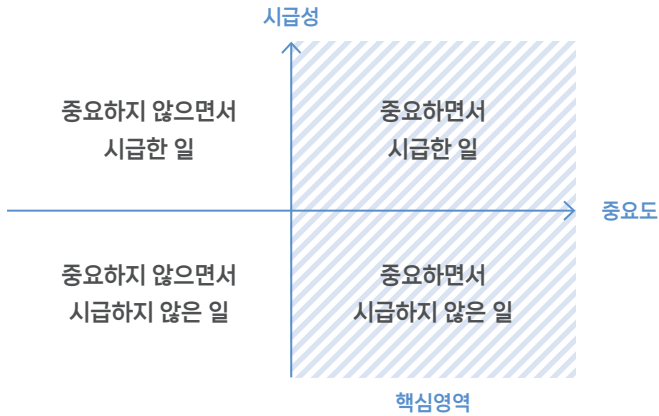 시급성
중요하지 않으면서
시급한 일
중요하면서
시급한 일
중요도
중요하지 않으면서
시급하지 않은 일
중요하면서
시급하지 않은 일
핵심영역